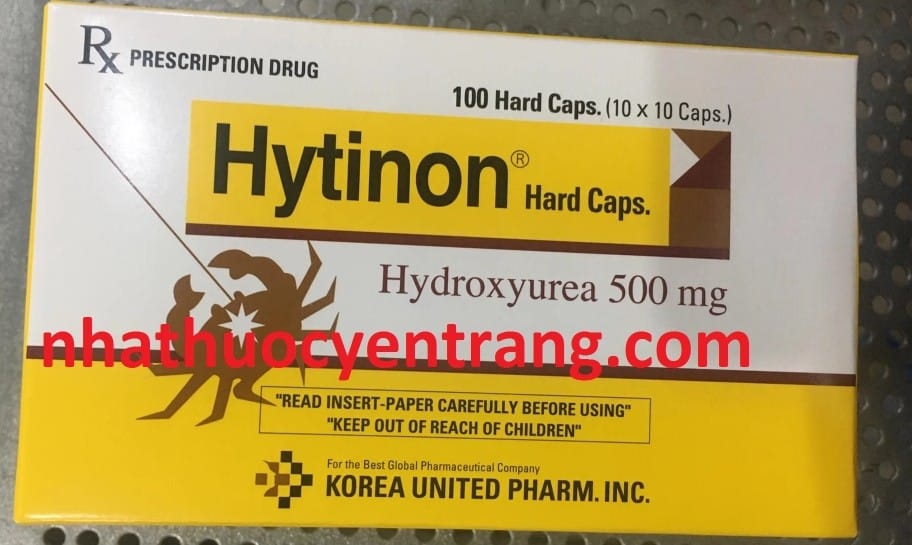 Rx PRESCRIPTION DRUG
100 Hard Caps. (10 x 10 Caps.)
Hytinon® Hard Caps.
Hydroxyurea 500 mg
nhathuocyentrang.com
"READ INSERT-PAPER CAREFULLY BEFORE USING"
"KEEP OUT OF REACH OF CHILDREN"
For the Best Global Pharmaceutical Company
KOREA UNITED PHARM. INC.